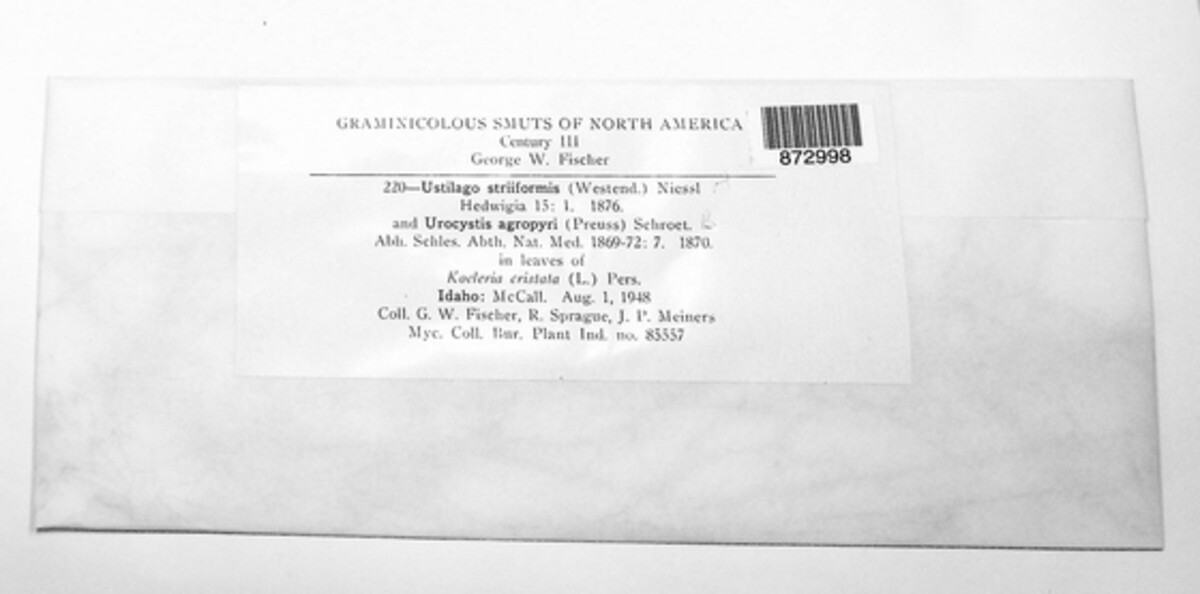 GRAMINICOLOUS SMUTS OF NORTH AMERICA
Century III
George W. Fischer
872998
220—Ustilago striiformis (Westend.) Niessl
Hedwigia 15: 1. 1876.
and Urocystis agropyri (Preuss) Schroet. B
Abh. Schles. Abth. Nat. Med. 1869-72: 7. 1870.
in leaves of
Koeleria cristata (L.) Pers.
Idaho: McCall. Aug. 1, 1948
Coll. G. W. Fischer, R. Sprague, J. P. Meiners
Myc. Coll. Bur. Plant Ind. no. 85557